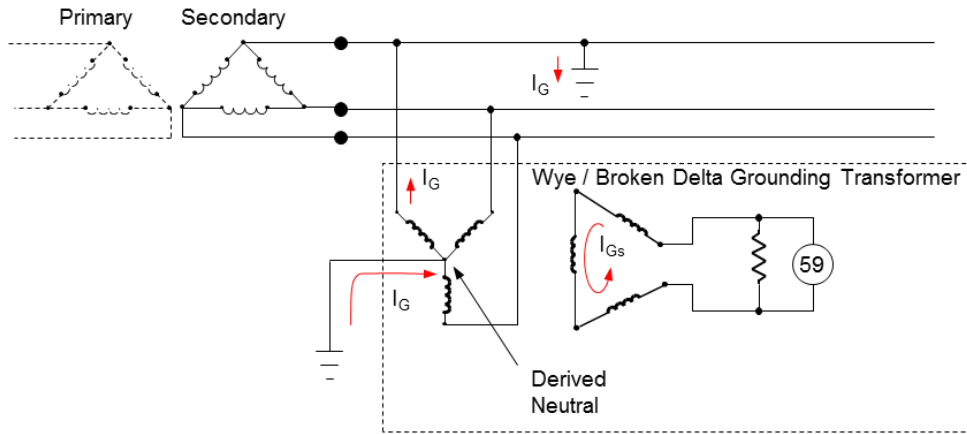 Primary
Secondary
IG
IG
Wye / Broken Delta Grounding Transformer
IGs
59
IG
Derived
Neutral